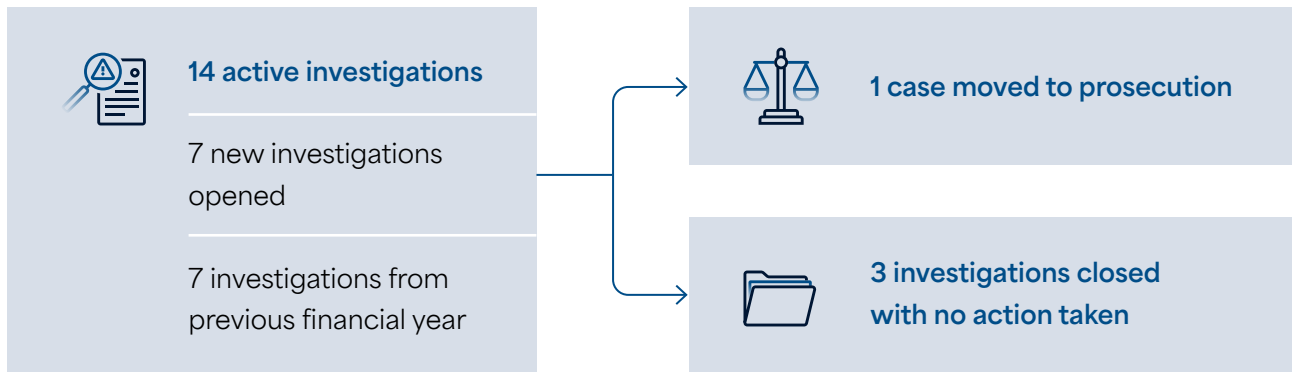 14 active investigations
7 new investigations
opened
7 investigations from
previous financial year
1 case moved to prosecution
3 investigations closed
with no action taken